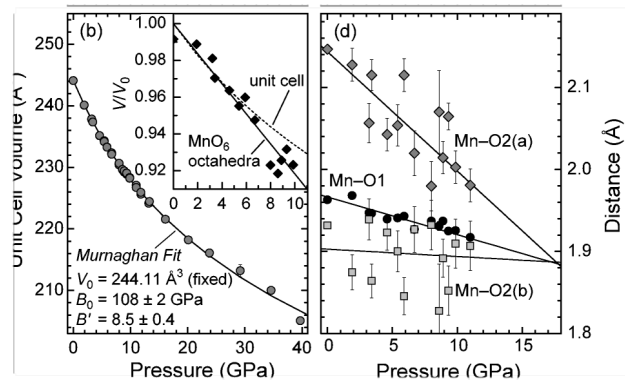 (b)
Unit Cell Volume (Å
250
240
230
220
210
0 10 20 30 40
Pressure (GPa)
V/V0
1.00
0.98
0.96
0.94
0.92
0 2 4 6 8 10
unit cell
MnO6
octahedra
Murnaghan Fit
V0 = 244.11 Å3 (fixed)
B0 = 108 ± 2 GPa
B' = 8.5 ± 0.4
(d)
Mn–O2(a)
Mn–O1
Mn–O2(b)
2.1
2.0
1.9
1.8
Distance (Å)
0 5 10 15
Pressure (GPa)